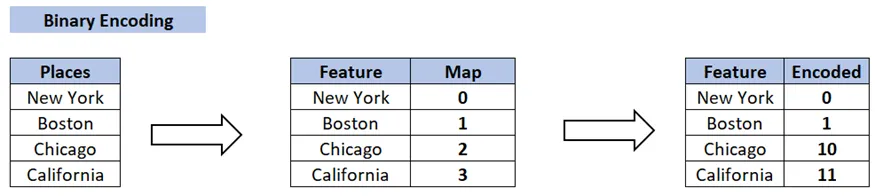 Binary Encoding
Places
New York
Boston
Chicago
California
Feature Map
New York 0
Boston 1
Chicago 2
California 3
Feature Encoded
New York 0
Boston 1
Chicago 10
California 11